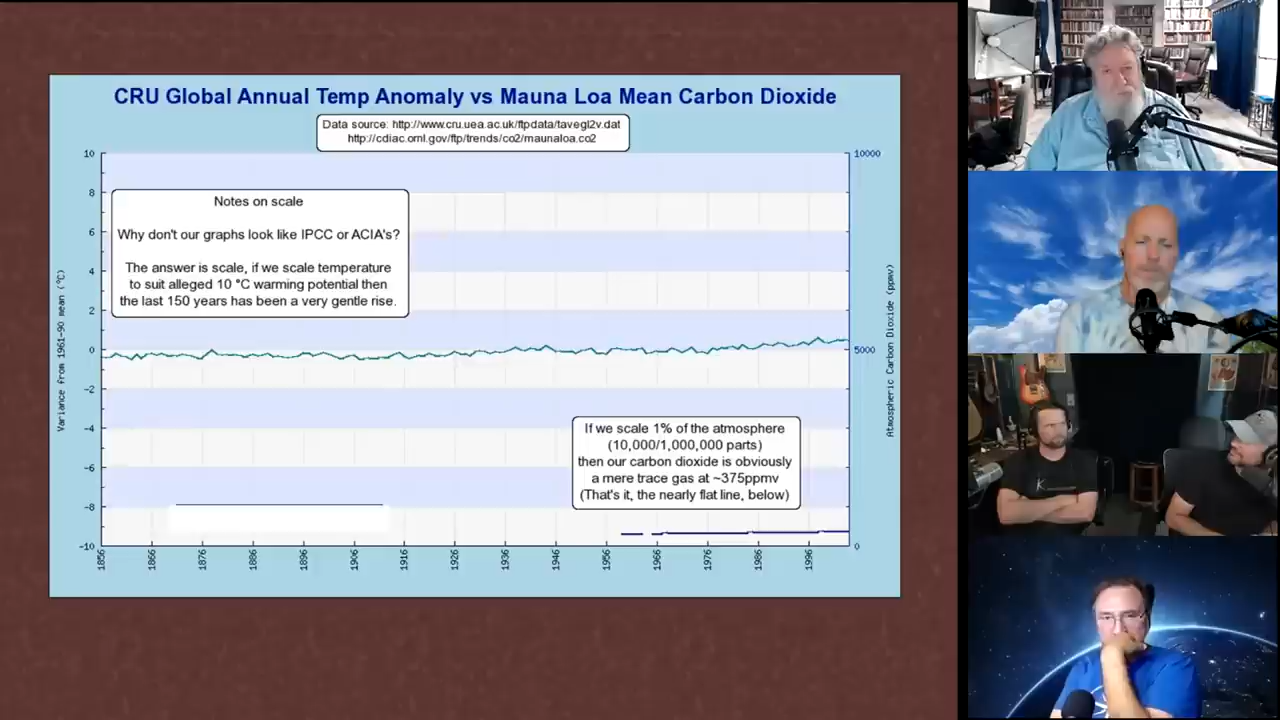 CRU Global Annual Temp Anomaly vs Mauna Loa Mean Carbon Dioxide
Data source: http://www.cru.uea.ac.uk/ftpdata/tavegl2v.dat
http://cdiac.ornl.gov/ftp/trends/co2/maunaloa.co2
10
10000
8
Notes on scale
Why don't our graphs look like IPCC or ACIA's?
The answer is scale, if we scale temperature
to suit alleged 10 °C warming potential then
the last 150 years has been a very gentle rise.
6
4
2
0
5000
-2
-4
-6
-8
-10
0
Variance from 1961-90 mean (°C)
Atmospheric Carbon Dioxide (ppmv)
If we scale 1% of the atmosphere
(10,000/1,000,000 parts)
then our carbon dioxide is obviously
a mere trace gas at ~375ppmv
(That's it, the nearly flat line, below)
1856 1866 1876 1886 1896 1906 1916 1926 1936 1946 1956 1966 1976 1986 1996